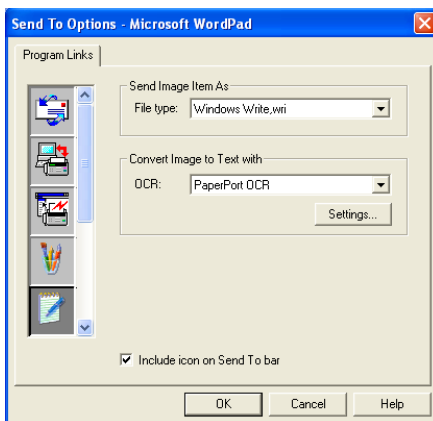 Send To Options - Microsoft WordPad
Program Links
Send Image Item As
File type: Windows Write,wri
Convert Image to Text with
OCR: PaperPort OCR
Settings...
Include icon on Send To bar
OK Cancel Help